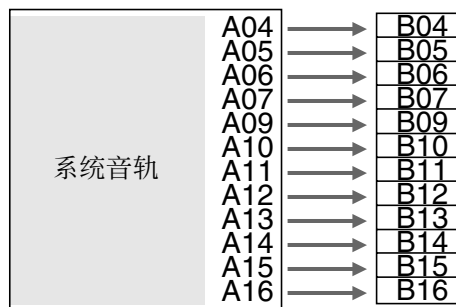 A04 B04
A05 B05
A06 B06
A07 B07
A09 B09
A10 B10
系统音轨 A11 B11
A12 B12
A13 B13
A14 B14
A15 B15
A16 B16